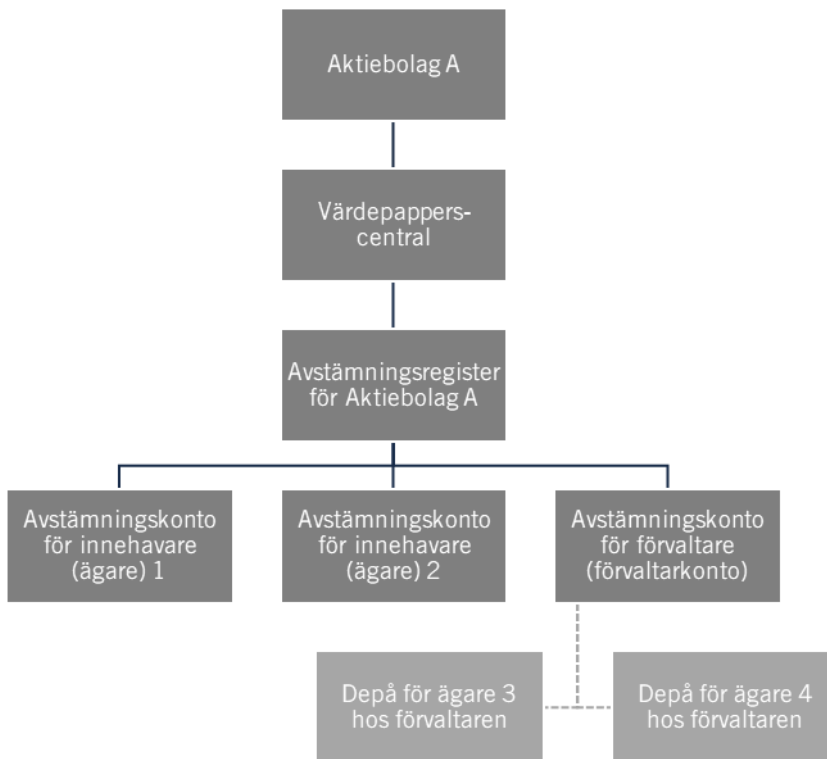 Aktiebolag A
Värdepappers-
central
Avstämningsregister
för Aktiebolag A
Avstämningskonto
för innehavare
(ägare) 1
Avstämningskonto
för innehavare
(ägare) 2
Avstämningskonto
för förvaltare
(förvaltarkonto)
Depå för ägare 3
hos förvaltaren
Depå för ägare 4
hos förvaltaren